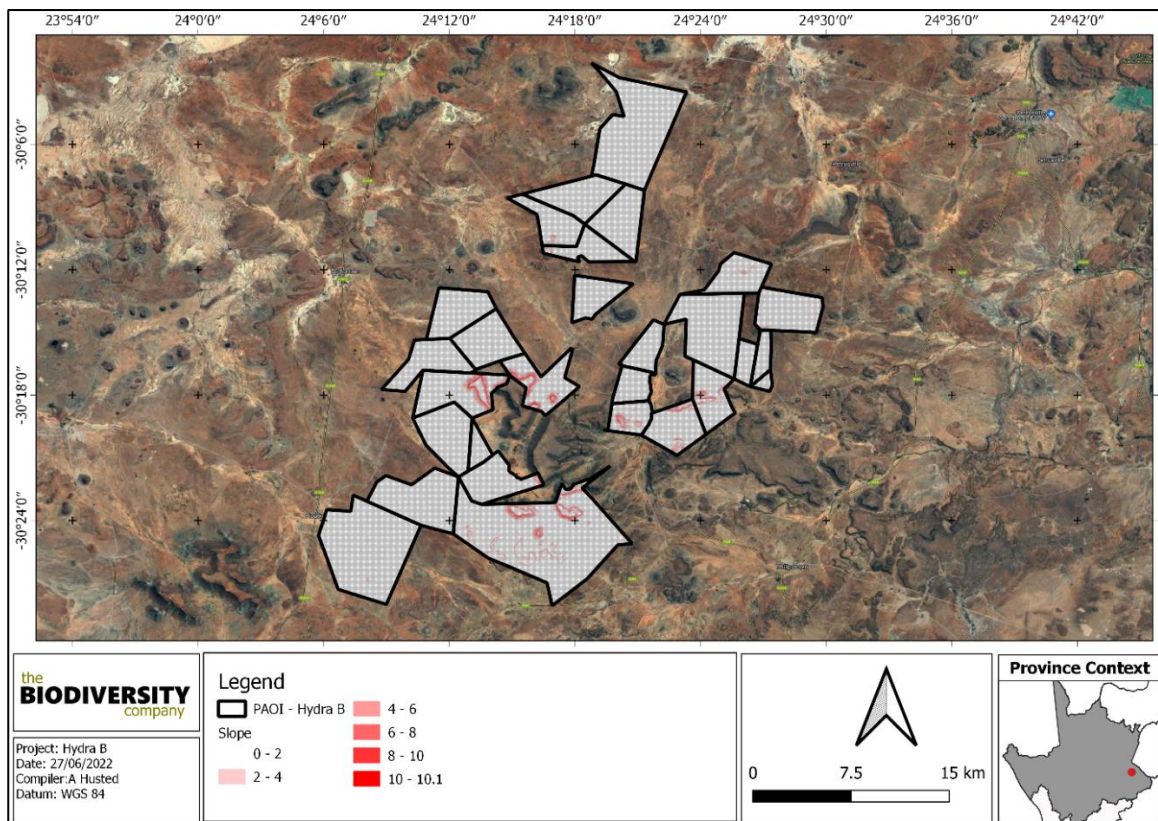 23°54'0" 24°0'0" 24°6'0" 24°12'0" 24°18'0" 24°24'0" 24°30'0" 24°36'0" 24°42'0"
-30°6'0"
-30°12'0"
-30°18'0"
-30°24'0"
the
BIODIVERSITY
company
Project: Hydra B
Date: 27/06/2022
Compiler:A Husted
Datum: WGS 84
Legend
PAOI - Hydra B
Slope
0 - 2
2 - 4
4 - 6
6 - 8
8 - 10
10 - 10.1
0 7.5 15 km
Province Context